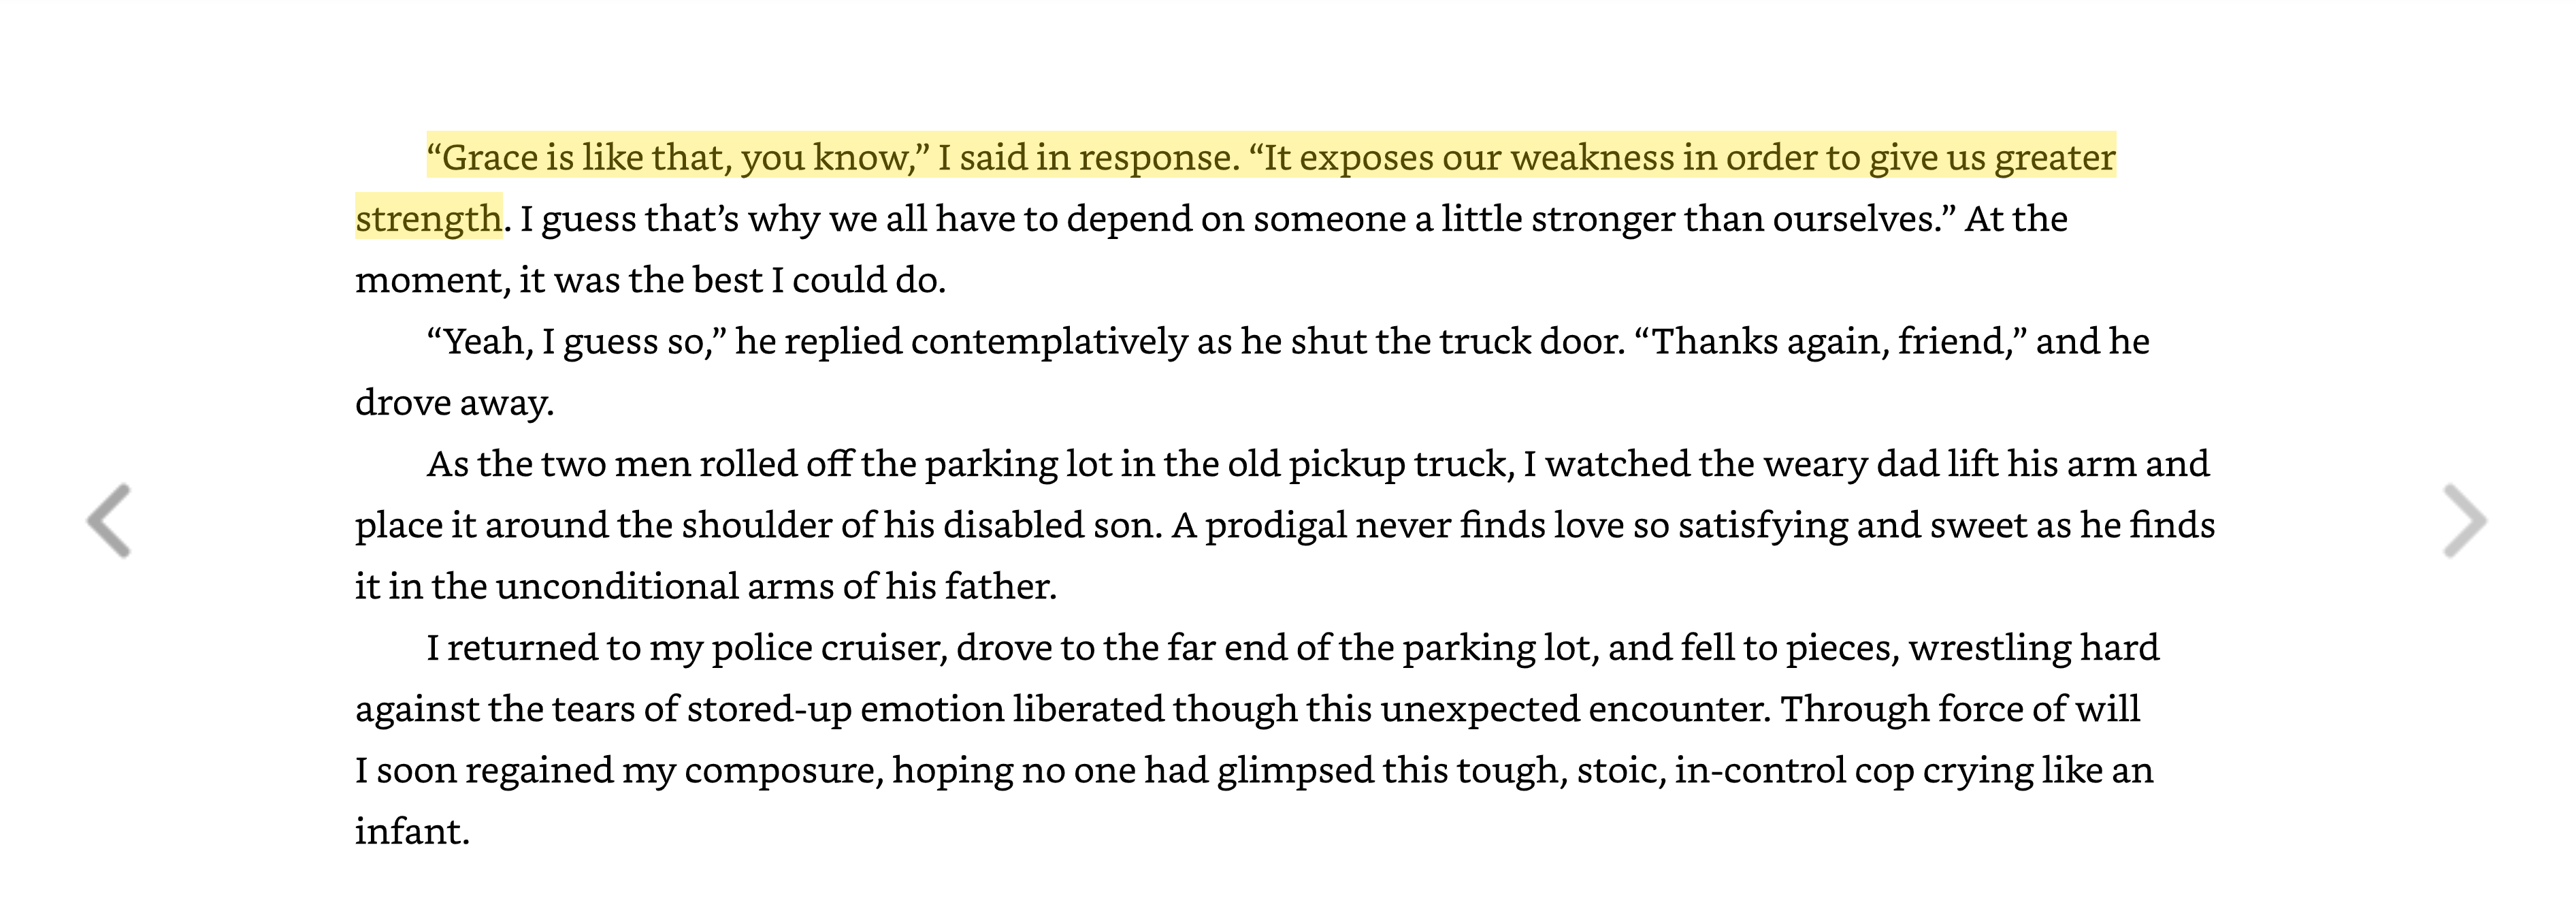 “Grace is like that, you know,” I said in response. “It exposes our weakness in order to give us greater
strength. I guess that’s why we all have to depend on someone a little stronger than ourselves.” At the
moment, it was the best I could do.
“Yeah, I guess so,” he replied contemplatively as he shut the truck door. “Thanks again, friend,” and he
drove away.
As the two men rolled off the parking lot in the old pickup truck, I watched the weary dad lift his arm and
place it around the shoulder of his disabled son. A prodigal never finds love so satisfying and sweet as he finds
it in the unconditional arms of his father.
I returned to my police cruiser, drove to the far end of the parking lot, and fell to pieces, wrestling hard
against the tears of stored-up emotion liberated though this unexpected encounter. Through force of will
I soon regained my composure, hoping no one had glimpsed this tough, stoic, in-control cop crying like an
infant.